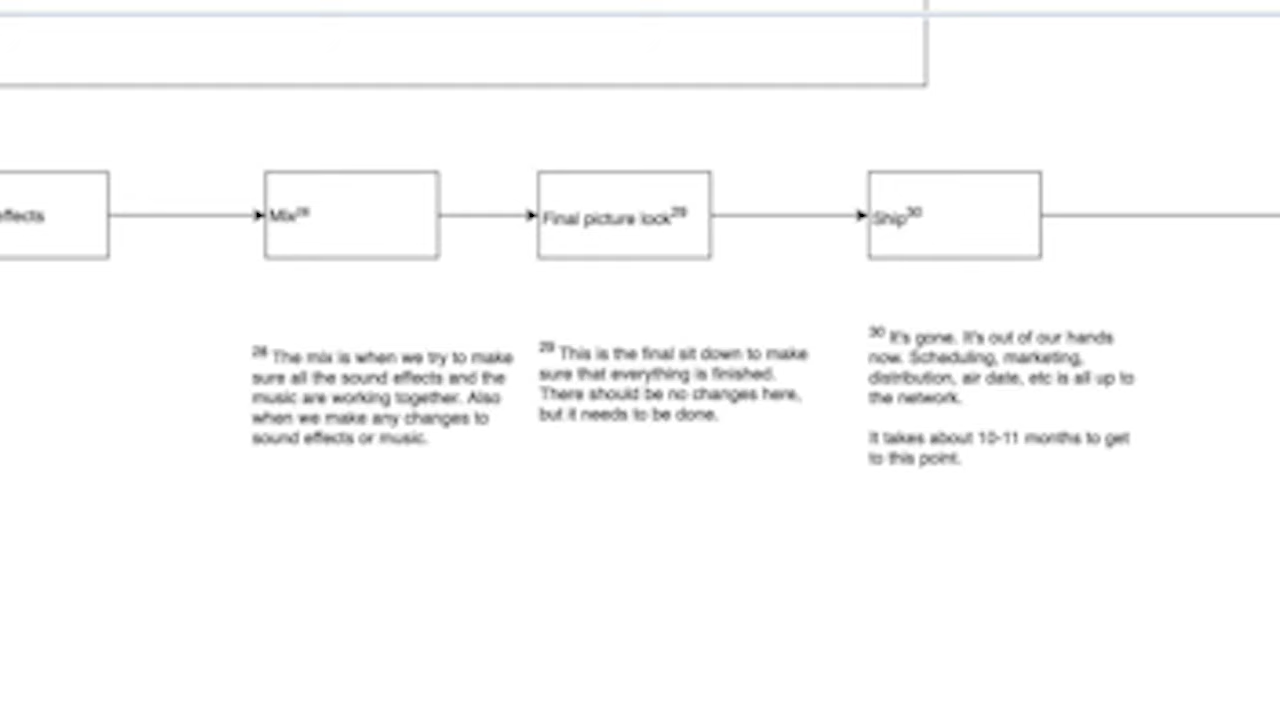 effects
Mix²⁸
Final picture lock²⁹
Ship³⁰
²⁸ The mix is when we try to make
sure all the sound effects and the
music are working together. Also
when we make any changes to
sound effects or music.
²⁹ This is the final sit down to make
sure that everything is finished.
There should be no changes here,
but it needs to be done.
³⁰ It's gone. It's out of our hands
now. Scheduling, marketing,
distribution, air date, etc is all up to
the network.
It takes about 10-11 months to get
to this point.